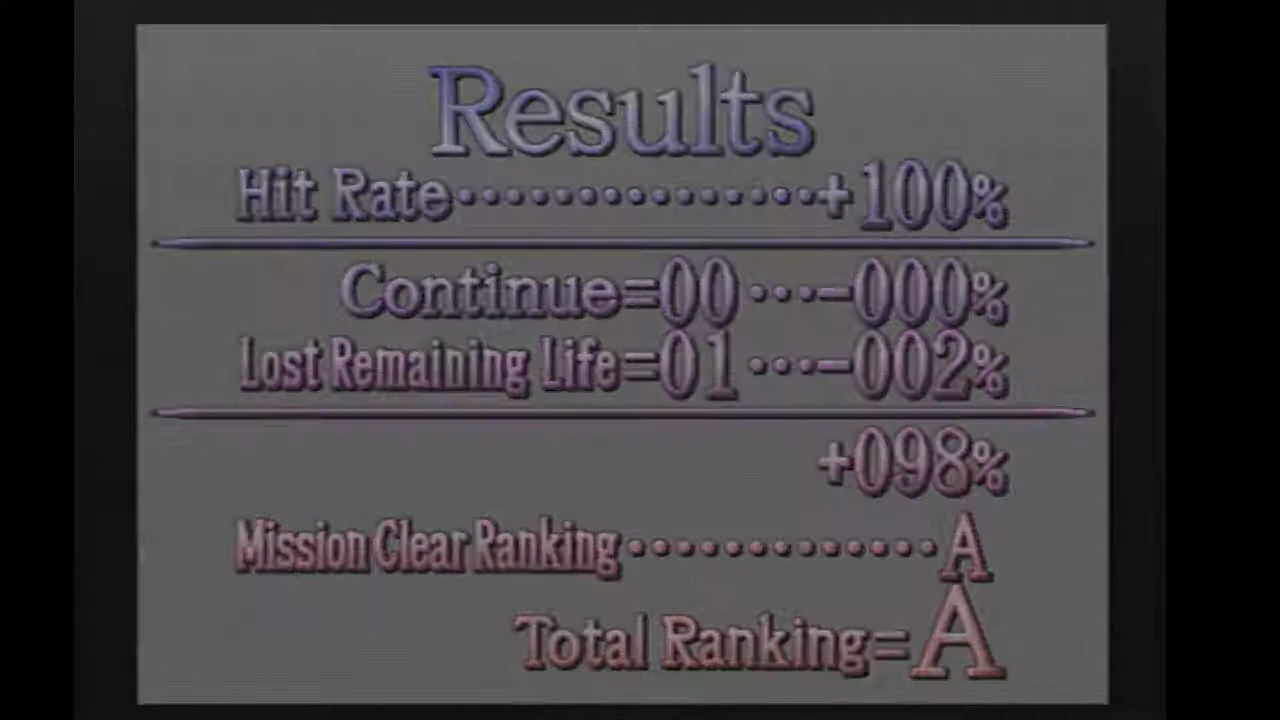 Results
Hit Rate···············+100%
Continue=00 ···-000%
Lost Remaining Life=01 ···-002%
+098%
Mission Clear Ranking·············A
Total Ranking=A